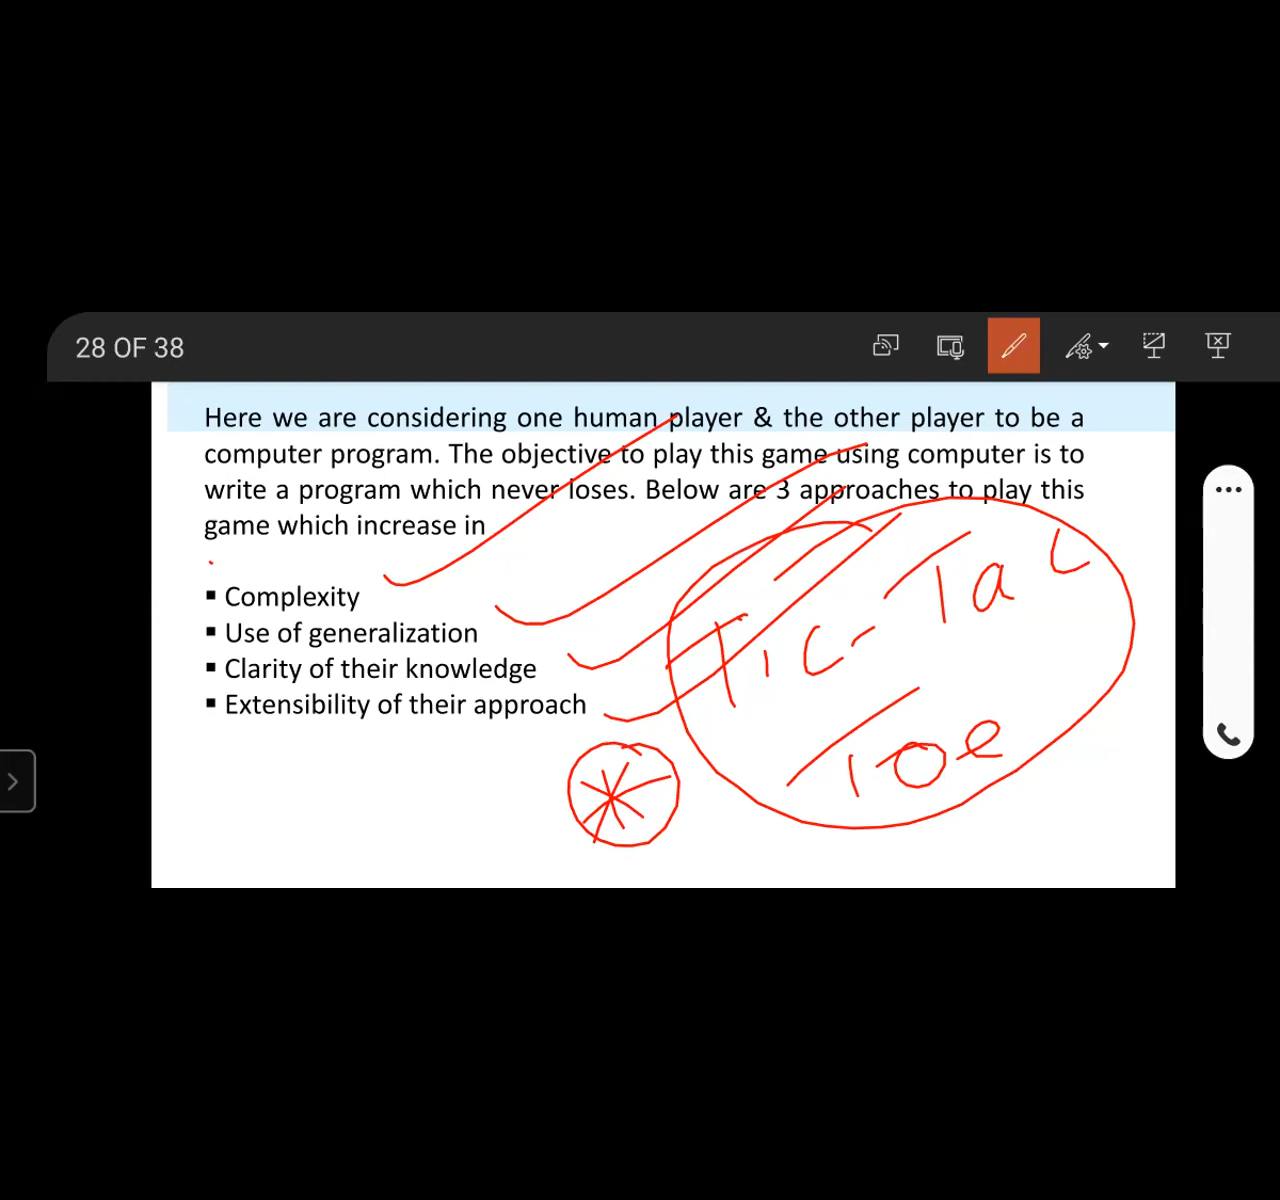 28 OF 38
Here we are considering one human player & the other player to be a
computer program. The objective to play this game using computer is to
write a program which never loses. Below are 3 approaches to play this
game which increase in
▪ Complexity
▪ Use of generalization
▪ Clarity of their knowledge
▪ Extensibility of their approach
Tic-Tac
Toe